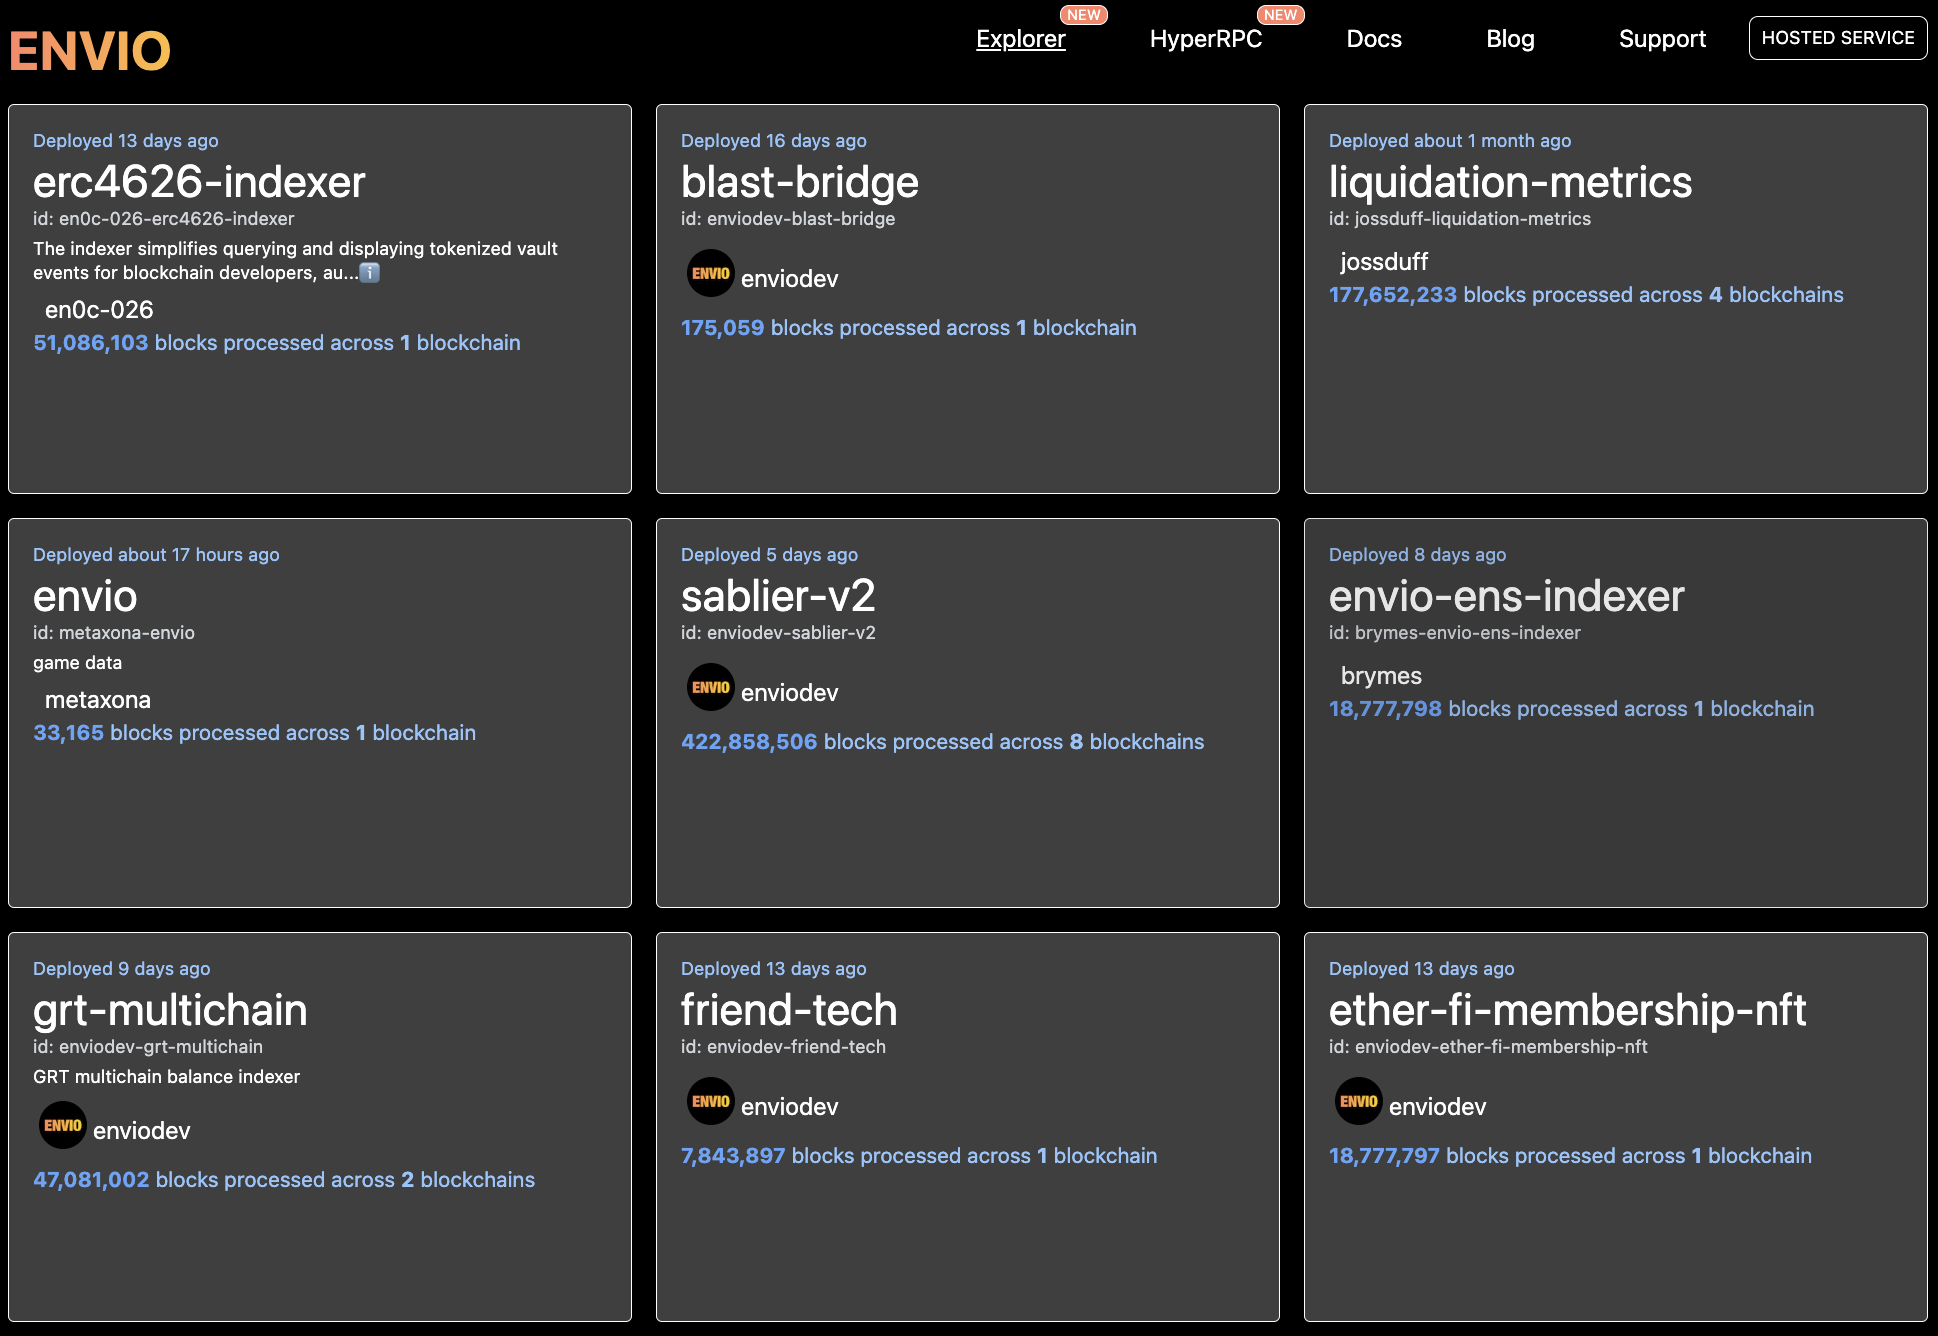 ENVIO
NEW
NEW
Explorer
HyperRPC
Docs
Blog
Support
HOSTED SERVICE
Deployed 13 days ago
erc4626-indexer
id: en0c-026-erc4626-indexer
The indexer simplifies querying and displaying tokenized vault
events for blockchain developers, au...ℹ️
en0c-026
51,086,103 blocks processed across 1 blockchain
Deployed 16 days ago
blast-bridge
id: enviodev-blast-bridge
ENVIO
enviodev
175,059 blocks processed across 1 blockchain
Deployed about 1 month ago
liquidation-metrics
id: jossduff-liquidation-metrics
jossduff
177,652,233 blocks processed across 4 blockchains
Deployed about 17 hours ago
envio
id: metaxona-envio
game data
metaxona
33,165 blocks processed across 1 blockchain
Deployed 5 days ago
sablier-v2
id: enviodev-sablier-v2
ENVIO
enviodev
422,858,506 blocks processed across 8 blockchains
Deployed 8 days ago
envio-ens-indexer
id: brymes-envio-ens-indexer
brymes
18,777,798 blocks processed across 1 blockchain
Deployed 9 days ago
grt-multichain
id: enviodev-grt-multichain
GRT multichain balance indexer
ENVIO
enviodev
47,081,002 blocks processed across 2 blockchains
Deployed 13 days ago
friend-tech
id: enviodev-friend-tech
ENVIO
enviodev
7,843,897 blocks processed across 1 blockchain
Deployed 13 days ago
ether-fi-membership-nft
id: enviodev-ether-fi-membership-nft
ENVIO
enviodev
18,777,797 blocks processed across 1 blockchain